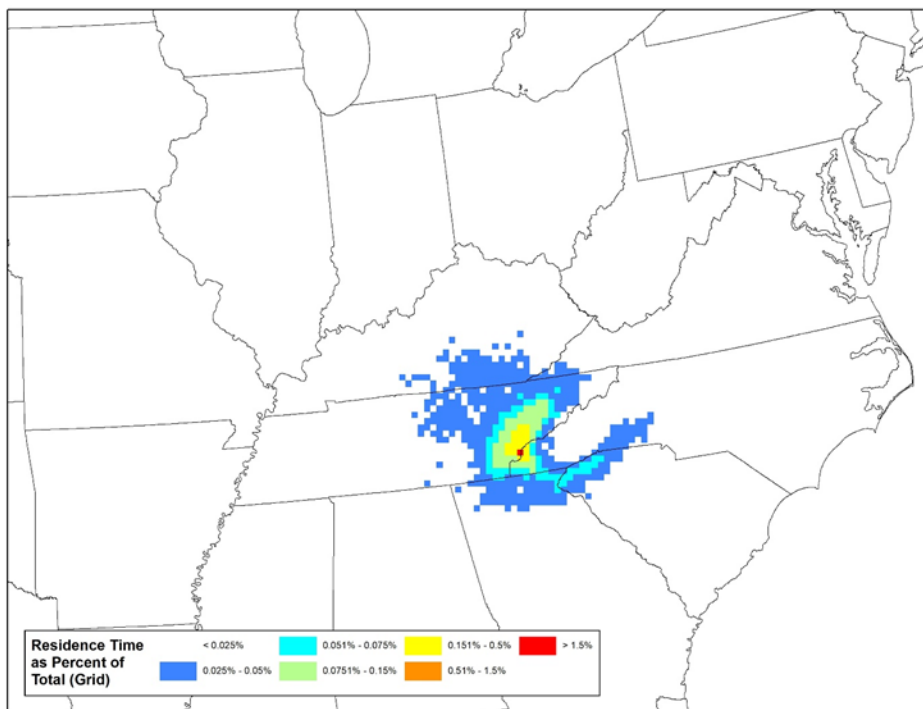 Residence Time
as Percent of
Total (Grid)
< 0.025%
0.025% - 0.05%
0.051% - 0.075%
0.0751% - 0.15%
0.151% - 0.5%
0.51% - 1.5%
> 1.5%